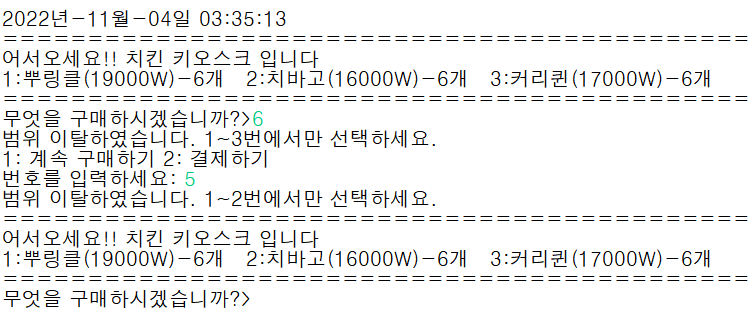 2022년-11월-04일 03:35:13
=============================================
어서오세요!! 치킨 키오스크 입니다
1:뿌링클(19000W)-6개 2:치바고(16000W)-6개 3:커리퀸(17000W)-6개
=============================================
무엇을 구매하시겠습니까?>6
범위 이탈하였습니다. 1~3번에서만 선택하세요.
1: 계속 구매하기 2: 결제하기
번호를 입력하세요: 5
범위 이탈하였습니다. 1~2번에서만 선택하세요.
=============================================
어서오세요!! 치킨 키오스크 입니다
1:뿌링클(19000W)-6개 2:치바고(16000W)-6개 3:커리퀸(17000W)-6개
=============================================
무엇을 구매하시겠습니까?>